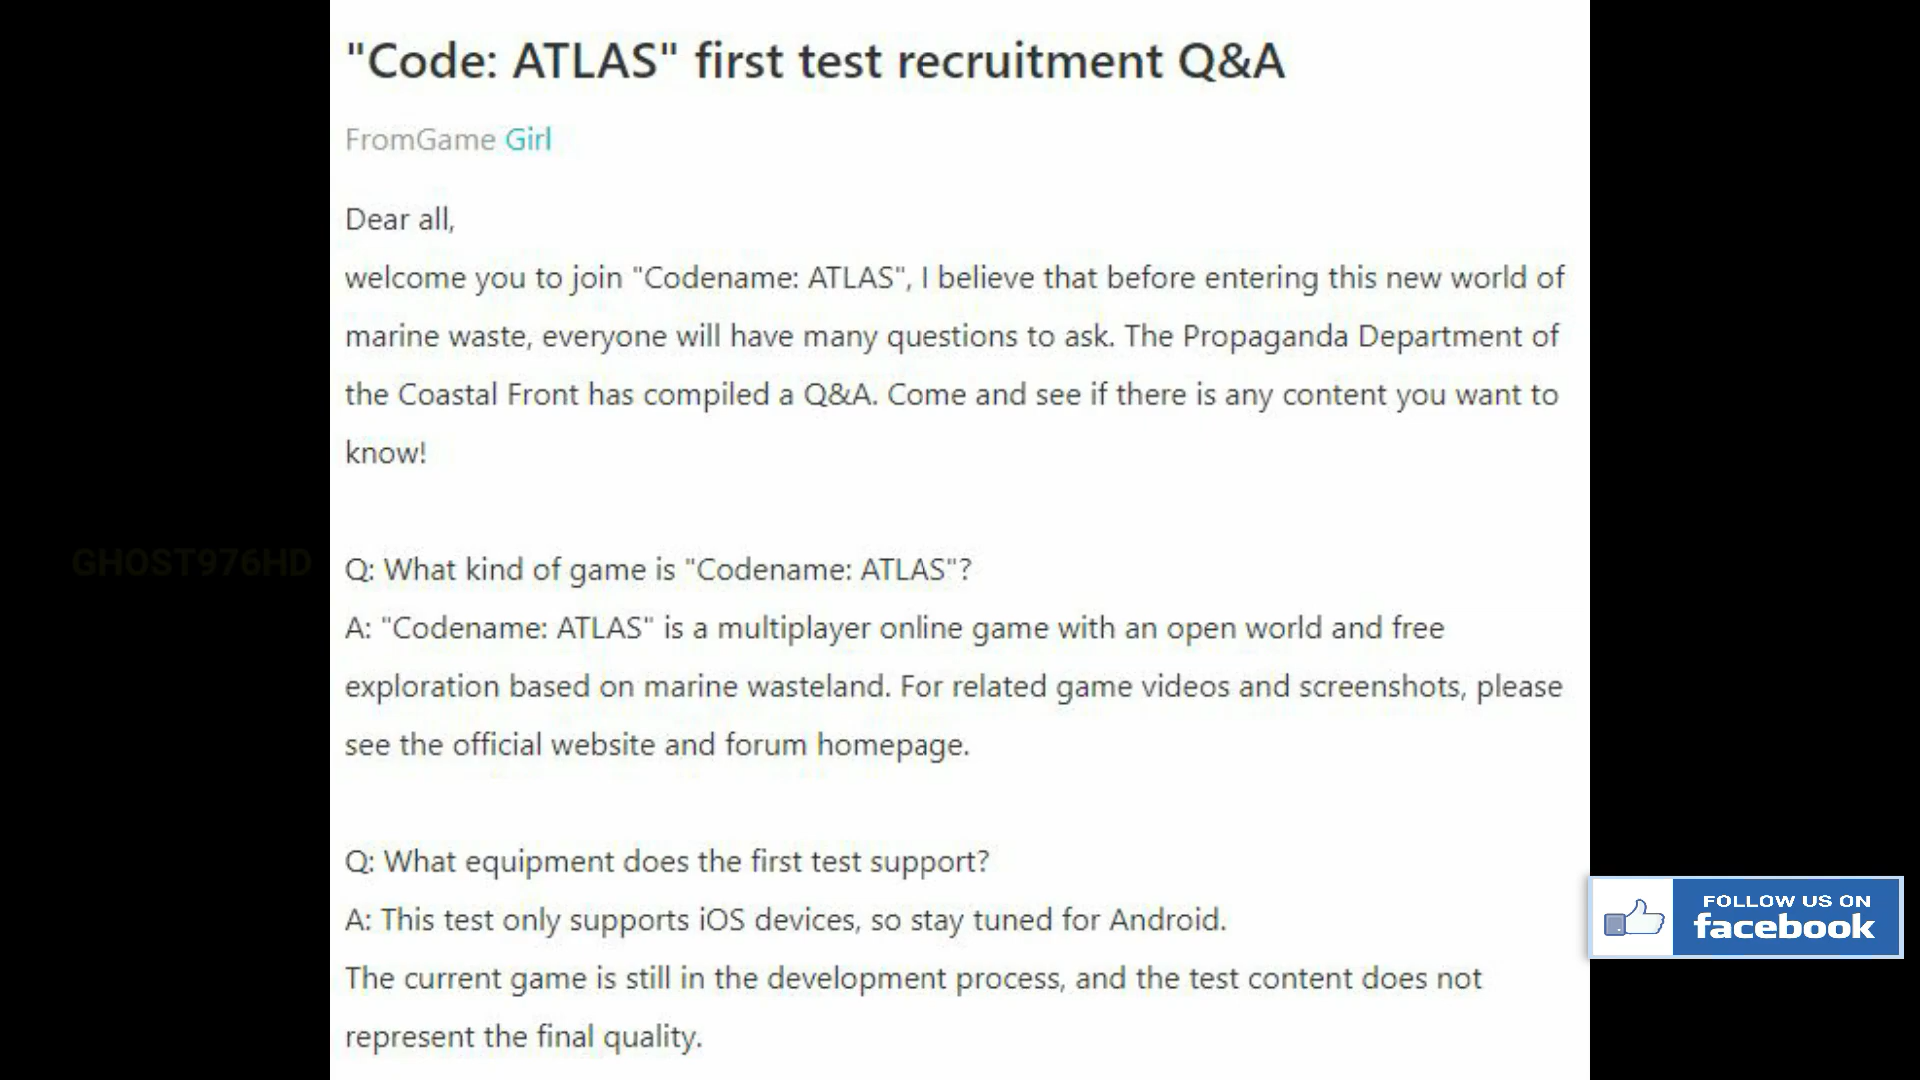 "Code: ATLAS" first test recruitment Q&A
FromGame Girl
Dear all,
welcome you to join "Codename: ATLAS", I believe that before entering this new world of
marine waste, everyone will have many questions to ask. The Propaganda Department of
the Coastal Front has compiled a Q&A. Come and see if there is any content you want to
know!
GHOST976HD
Q: What kind of game is "Codename: ATLAS"?
A: "Codename: ATLAS" is a multiplayer online game with an open world and free
exploration based on marine wasteland. For related game videos and screenshots, please
see the official website and forum homepage.
Q: What equipment does the first test support?
A: This test only supports iOS devices, so stay tuned for Android.
The current game is still in the development process, and the test content does not
represent the final quality.
FOLLOW US ON
facebook